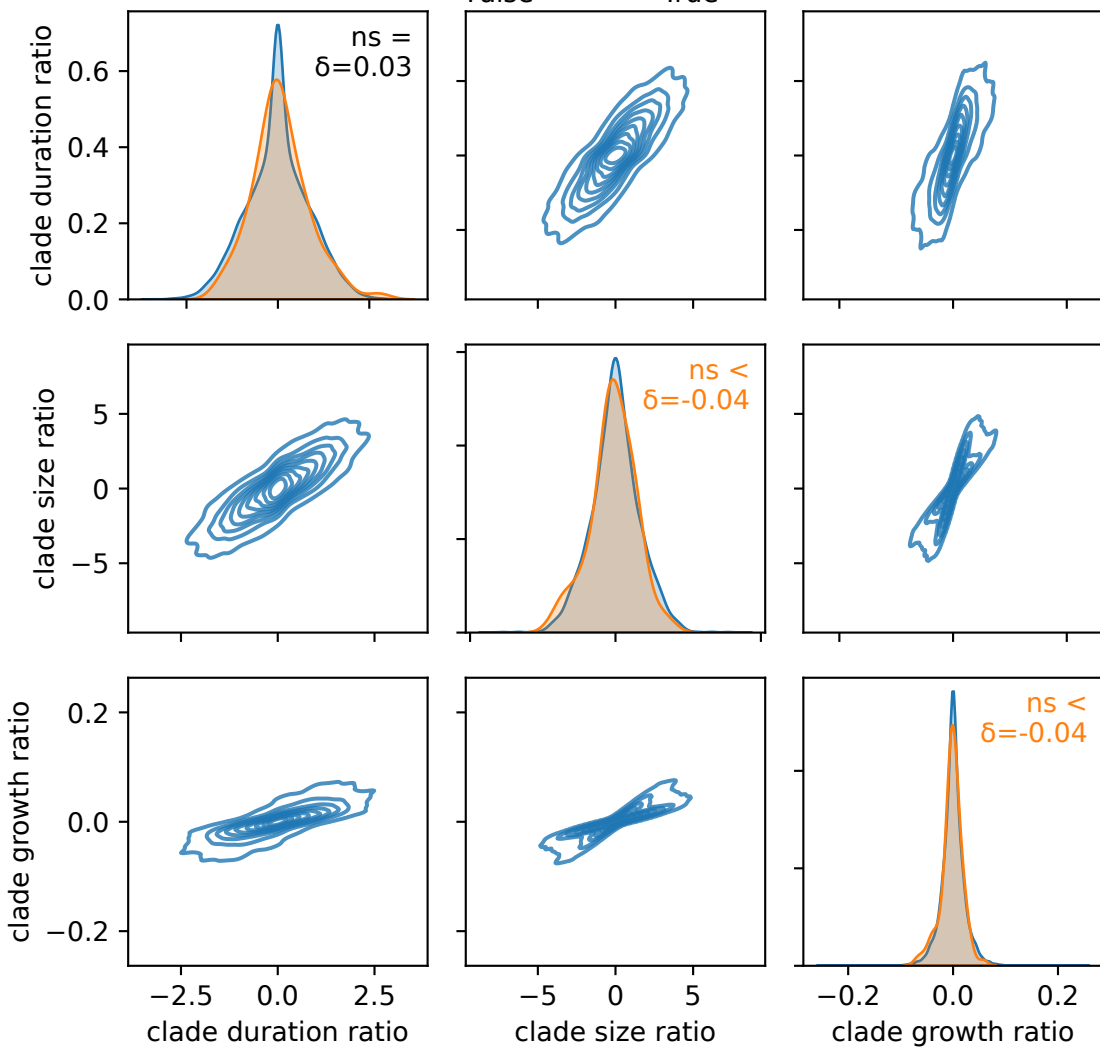 ns =
δ=0.03
clade duration ratio
0.6
0.4
0.2
0.0
ns <
δ=-0.04
clade size ratio
5
0
−5
ns <
δ=-0.04
clade growth ratio
0.2
0.0
−0.2
−2.5 0.0 2.5
−5 0 5
−0.2 0.0 0.2
clade duration ratio
clade size ratio
clade growth ratio